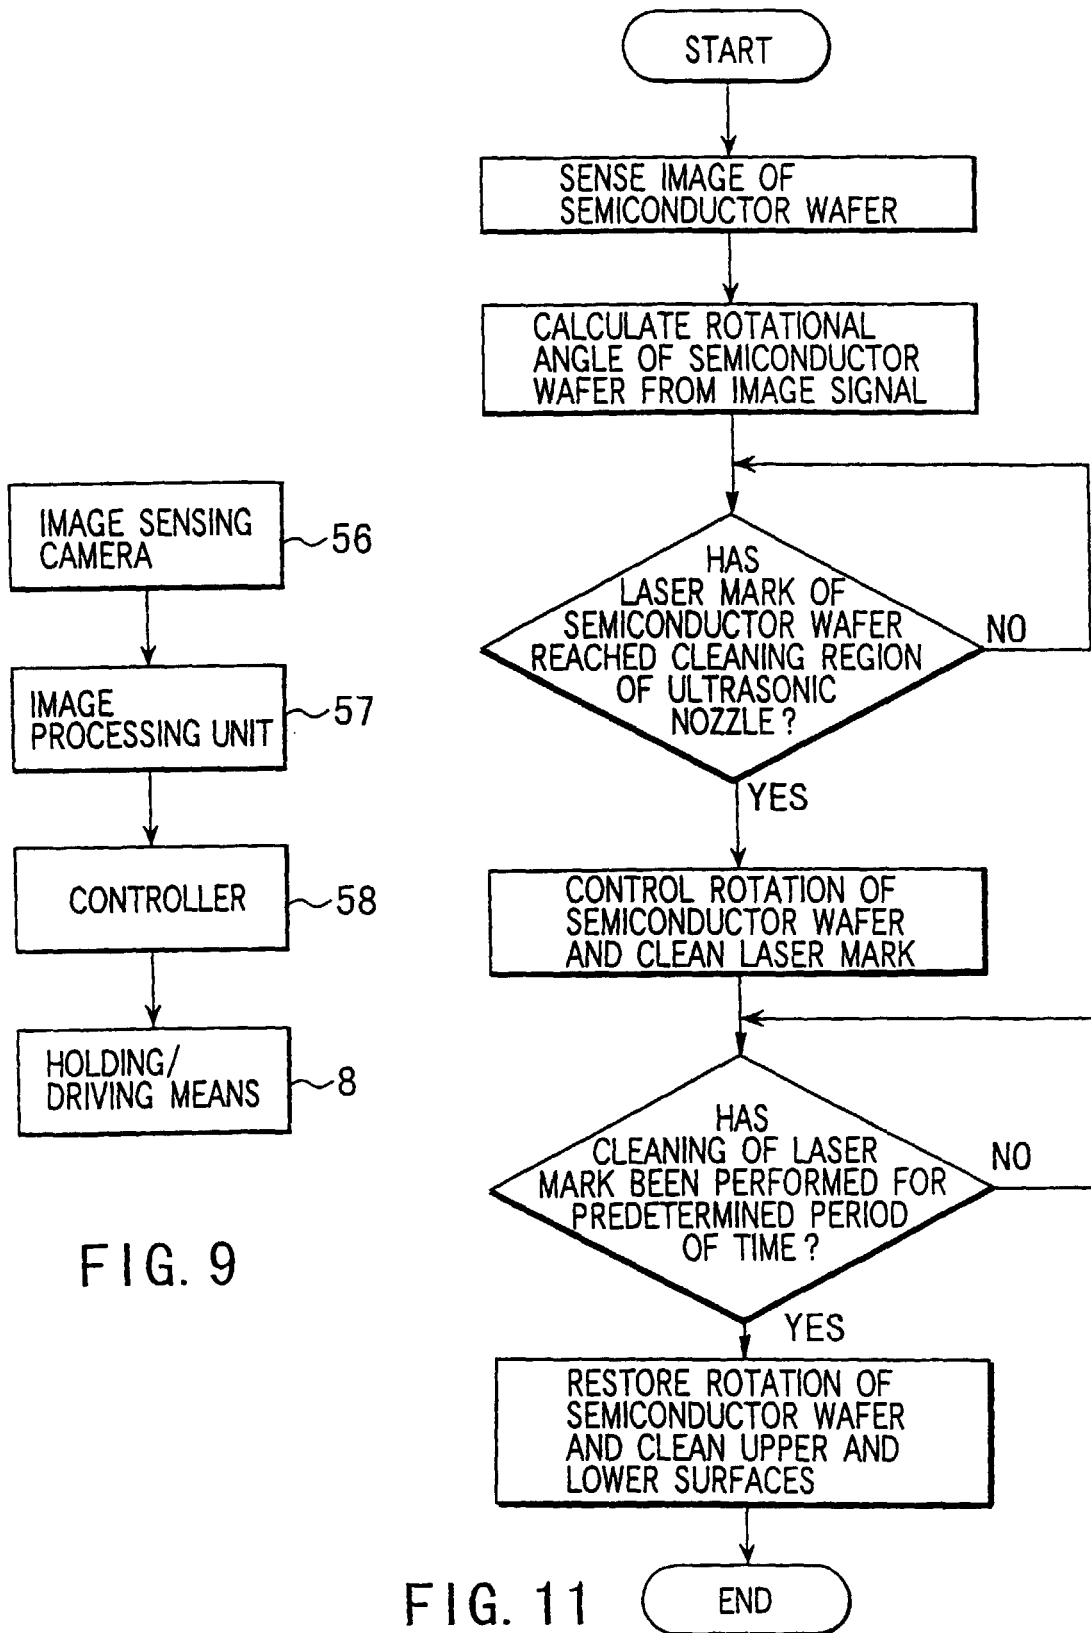 IMAGE SENSING
CAMERA
56
IMAGE
PROCESSING UNIT
57
CONTROLLER
58
HOLDING/
DRIVING MEANS
8
FIG. 9
START
SENSE IMAGE OF
SEMICONDUCTOR WAFER
CALCULATE ROTATIONAL
ANGLE OF SEMICONDUCTOR
WAFER FROM IMAGE SIGNAL
HAS
LASER MARK OF
SEMICONDUCTOR WAFER
REACHED CLEANING REGION
OF ULTRASONIC
NOZZLE?
NO
YES
CONTROL ROTATION OF
SEMICONDUCTOR WAFER
AND CLEAN LASER MARK
HAS
CLEANING OF LASER
MARK BEEN PERFORMED FOR
PREDETERMINED PERIOD
OF TIME?
NO
YES
RESTORE ROTATION OF
SEMICONDUCTOR WAFER
AND CLEAN UPPER AND
LOWER SURFACES
END
FIG. 11